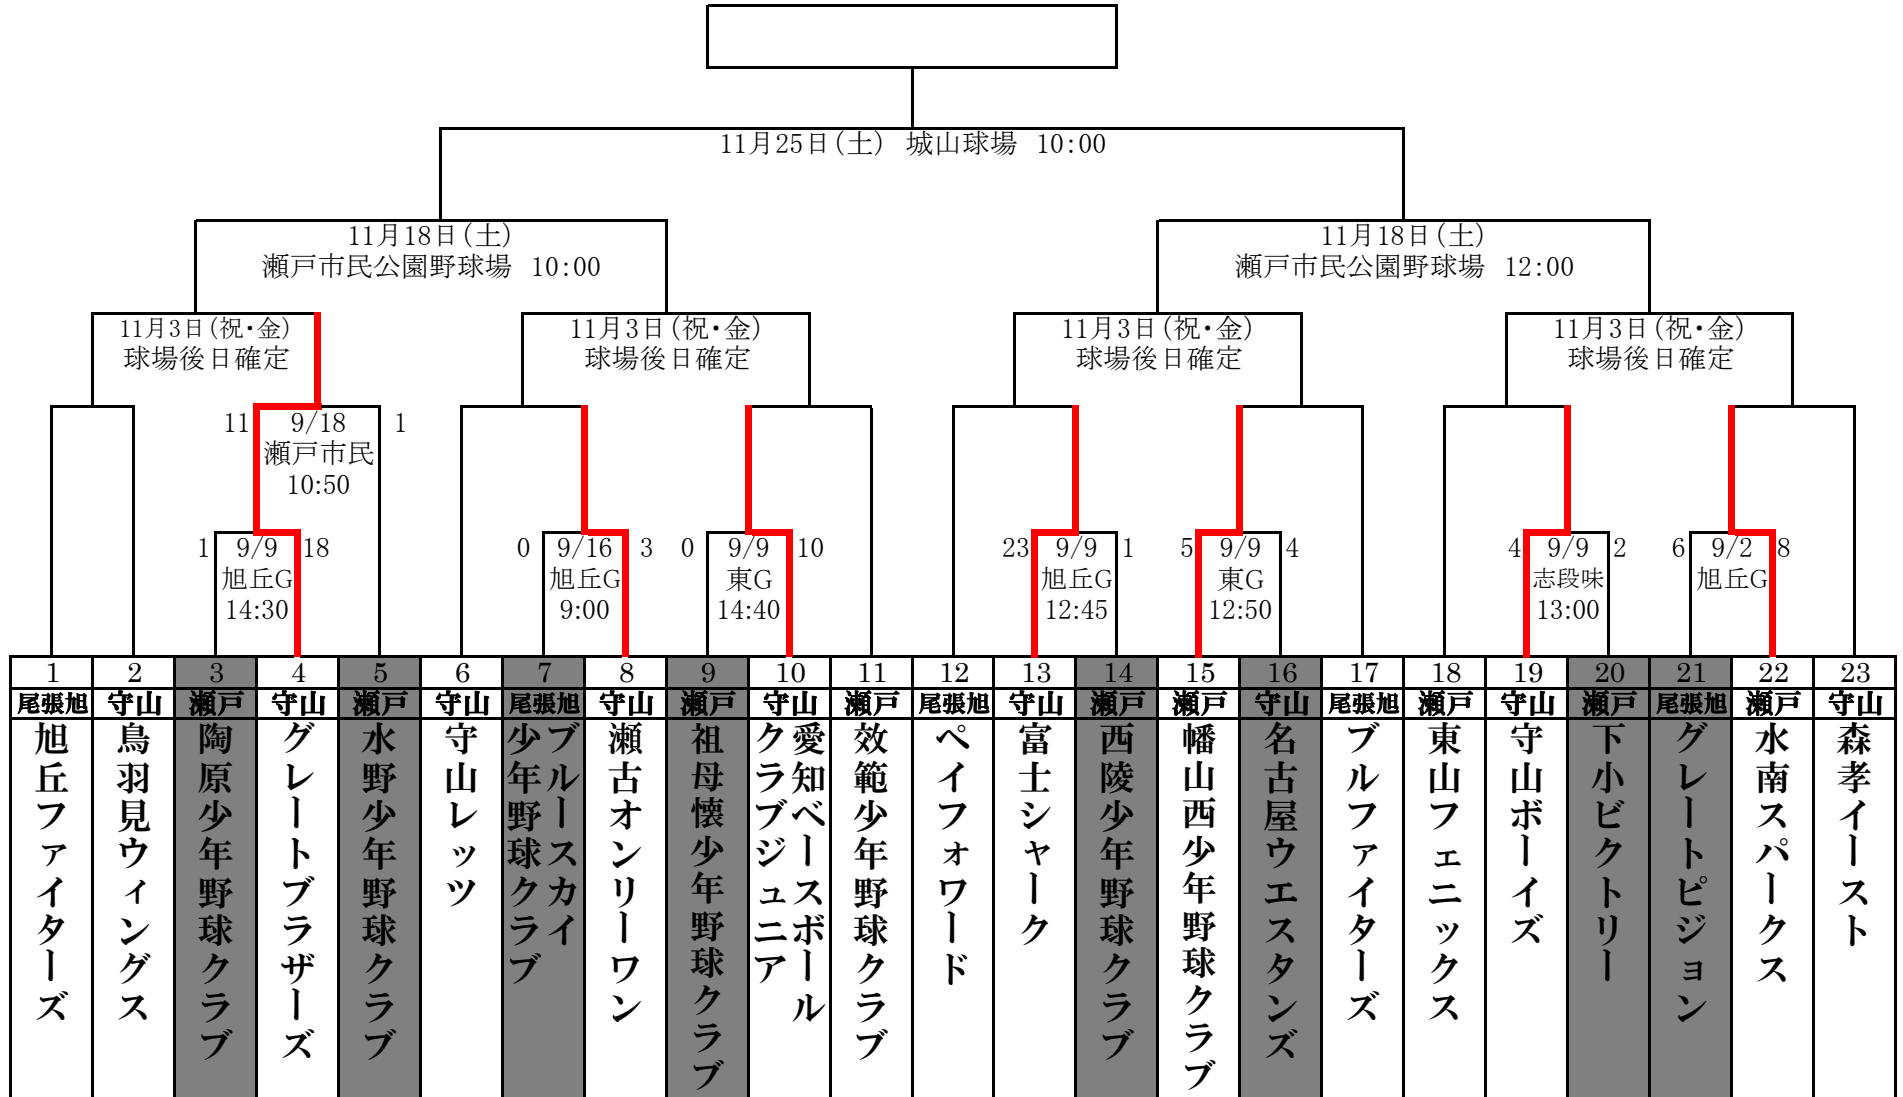 11月25日(土) 城山球場 10:00
11月18日(土)
瀬戸市民公園野球場 10:00
11月18日(土)
瀬戸市民公園野球場 12:00
11月3日(祝・金)
球場後日確定
11月3日(祝・金)
球場後日確定
11月3日(祝・金)
球場後日確定
11月3日(祝・金)
球場後日確定
11 9/18 1
瀬戸市民
10:50
1 9/9 18
旭丘G
14:30
0 9/16 3
旭丘G
9:00
0 9/9 10
東G
14:40
23 9/9 1
旭丘G
12:45
5 9/9 4
東G
12:50
4 9/9 2
志段味
13:00
6 9/2 8
旭丘G
1 2 3 4 5 6 7 8 9 10 11 12 13 14 15 16 17 18 19 20 21 22 23
尾張旭 守山 瀬戸 守山 瀬戸 守山 尾張旭 守山 瀬戸 守山 瀬戸 尾張旭 守山 瀬戸 瀬戸 守山 尾張旭 瀬戸 守山 瀬戸 尾張旭 瀬戸 守山
旭丘ファイターズ
鳥羽見ウィングス
陶原少年野球クラブ
グレートブラザーズ
水野少年野球クラブ
守山レッツ
ブルースカイ
少年野球クラブ
瀬古オンリーワン
祖母懐少年野球クラブ
愛知ベースボール
クラブジュニア
效範少年野球クラブ
ペイフォワード
富士シャーク
西陵少年野球クラブ
幡山西少年野球クラブ
名古屋ウエスタンズ
ブルファイターズ
東山フェニックス
守山ボーイズ
下小ビクトリー
グレートピジョン
水南スパークス
森孝イースト